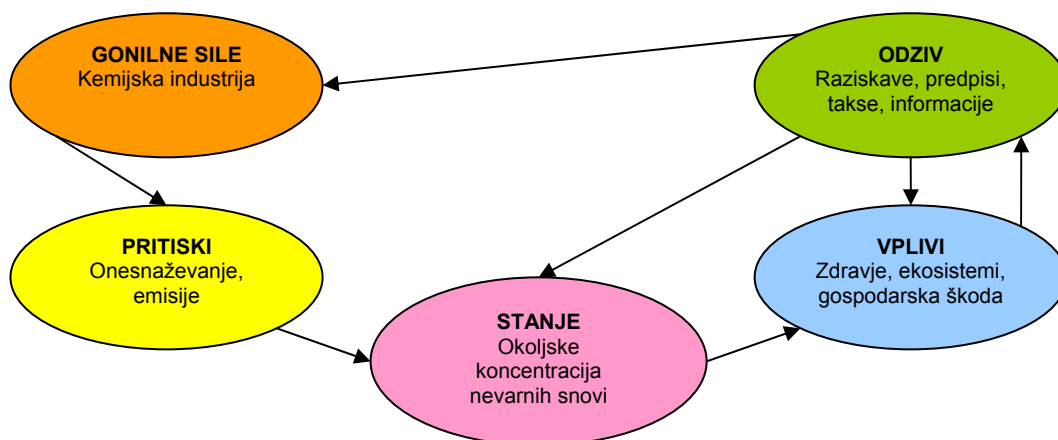 GONILNE SILE
Kemijska industrija
ODZIV
Raziskave, predpisi,
takse, informacije
PRITISKI
Onesnaževanje,
emisije
VPLIVI
Zdravje, ekosistemi,
gospodarska škoda
STANJE
Okoljske
koncentracija
nevarnih snovi